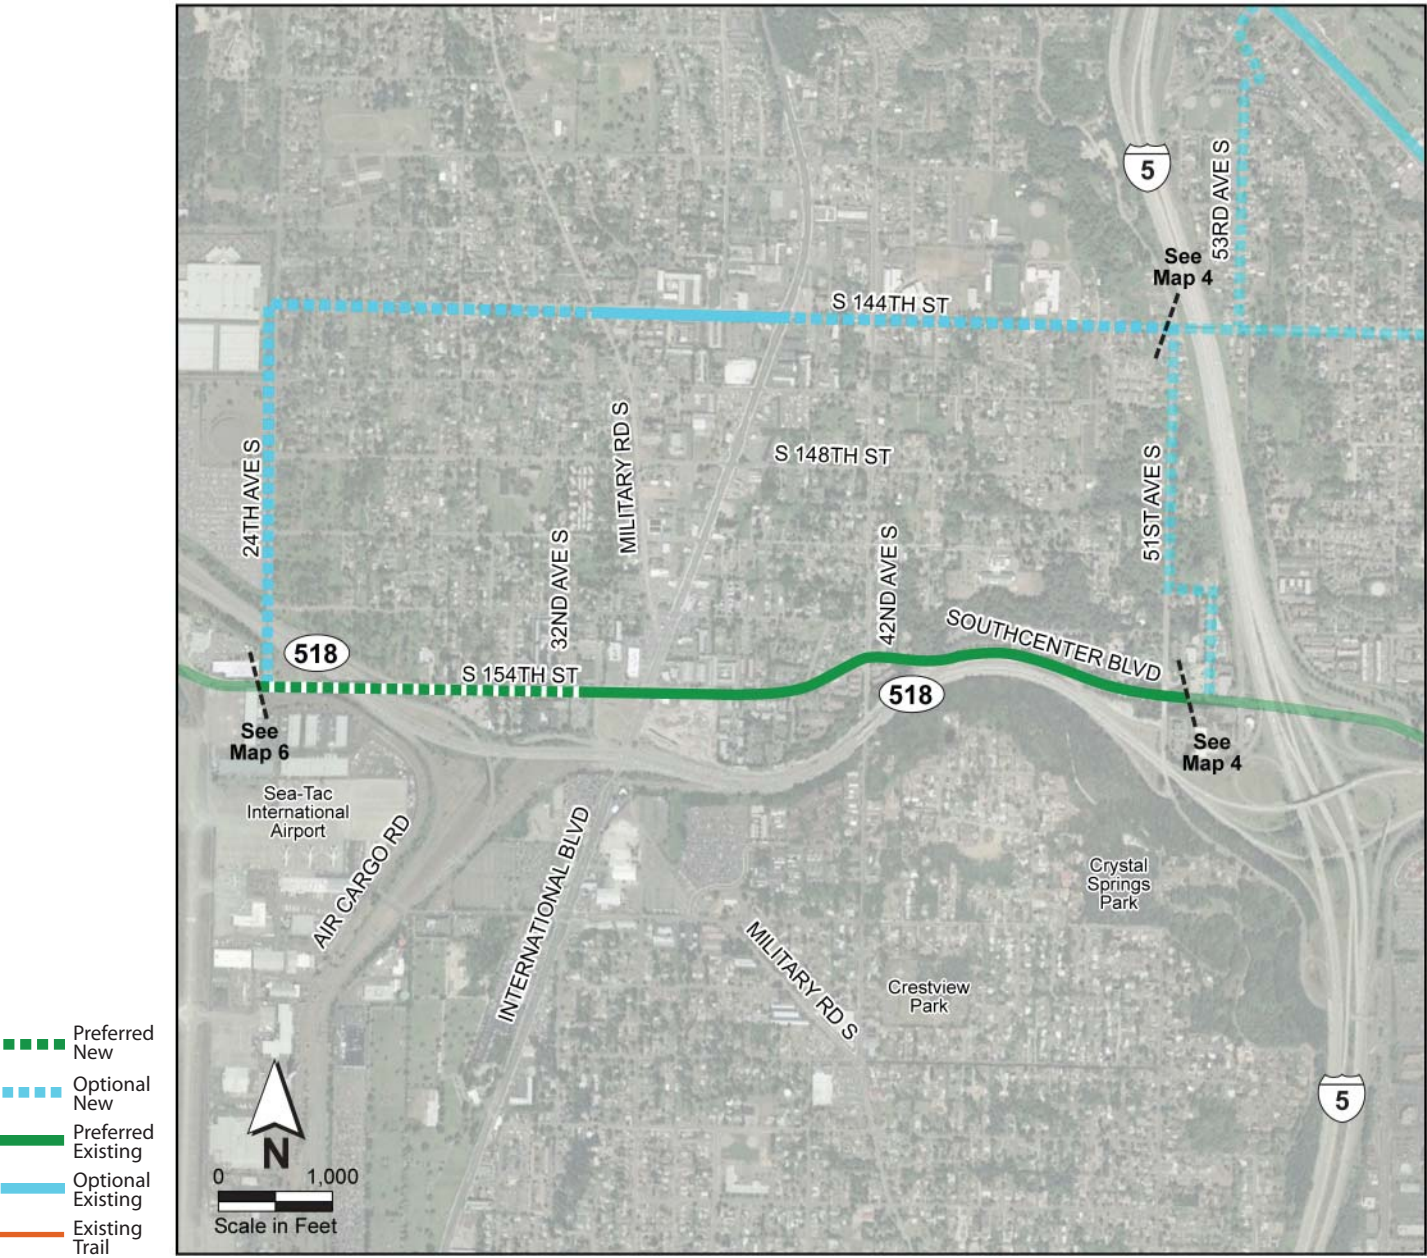 5
53RD AVE S
See
Map 4
S 144TH ST
24TH AVE S
MILITARY RD S
S 148TH ST
51ST AVE S
32ND AVE S
42ND AVE S
SOUTHCENTER BLVD
518
S 154TH ST
518
See
Map 6
See
Map 4
Sea-Tac
International
Airport
AIR CARGO RD
INTERNATIONAL BLVD
Crystal
Springs
Park
MILITARY RD S
Crestview
Park
5
Preferred
New
Optional
New
Preferred
Existing
Optional
Existing
Existing
Trail
N
0 1,000
Scale in Feet